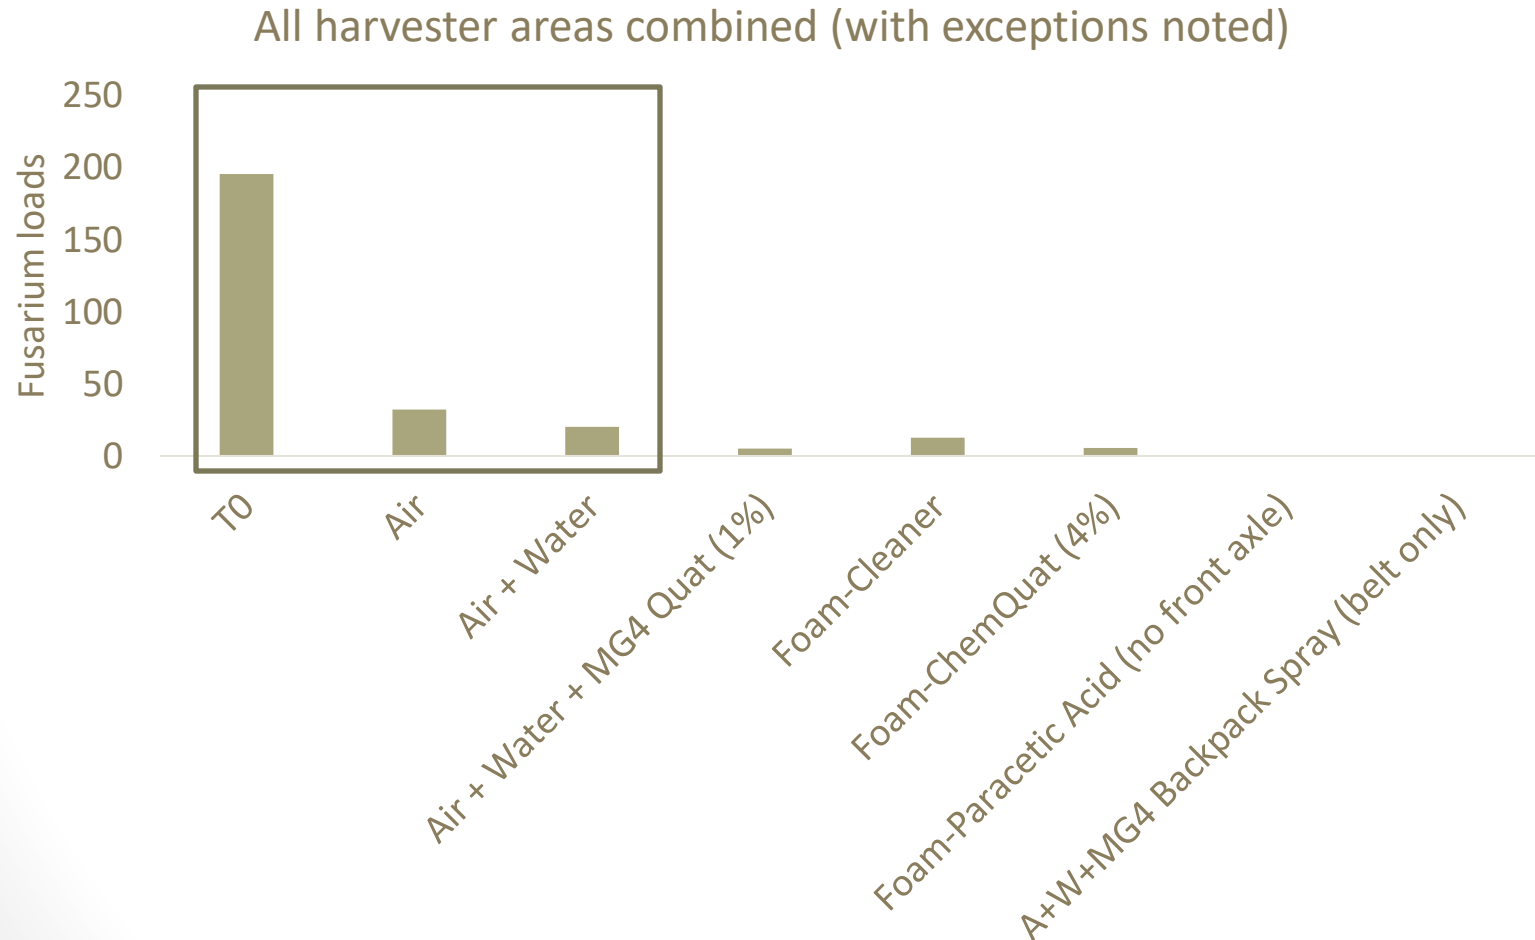 All harvester areas combined (with exceptions noted)
Fusarium loads
250
200
150
100
50
0
T0
Air
Air + Water
Air + Water + MG4 Quat (1%)
Foam-Cleaner
Foam-ChemQuat (4%)
Foam-Paracetic Acid (no front axle)
A+W+MG4 Backpack Spray (belt only)